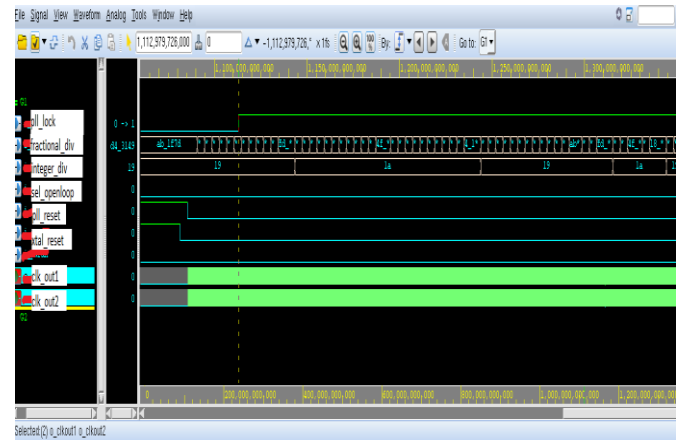 File Signal View Waveform Analog Tools Window Help
1,112,979,726,000 0 -1,112,979,726,* x 1fs By: Go to: G1
1,100,000,000,000 1,150,000,000,000 1,200,000,000,000 1,250,000,000,000 1,300,000,000,000
G1
pll_lock 0 -> 1
fractional_div d4_3149 ab_1f7d
integer_div 19 19 1a 19 1a
sel_openloop 0
pll_reset 0
xtal_reset 0
clk_out1 0
clk_out2 0
G2
0 200,000,000,000 400,000,000,000 600,000,000,000 800,000,000,000 1,000,000,000,000 1,200,000,000,000
Selected:(2) o_clkout1 o_clkout2